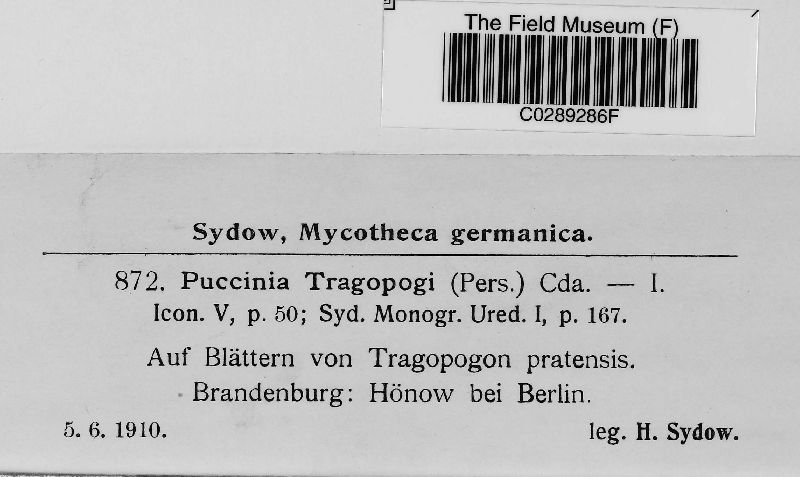 The Field Museum (F)
C0289286F
Sydow, Mycotheca germanica.
872. Puccinia Tragopogi (Pers.) Cda. — I.
Icon. V, p. 50; Syd. Monogr. Ured. I, p. 167.
Auf Blättern von Tragopogon pratensis.
Brandenburg: Hönow bei Berlin.
5. 6. 1910. leg. H. Sydow.